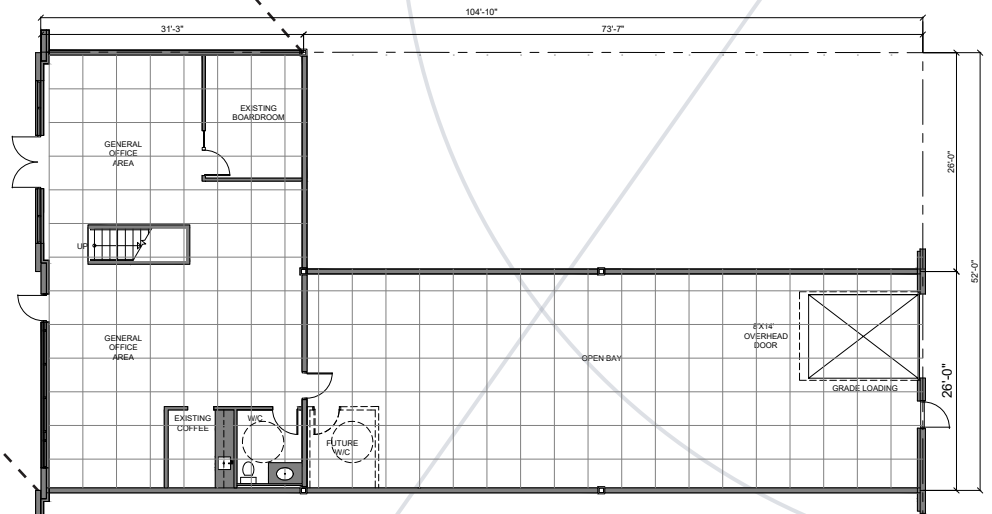 104'-10"
31'-3"
73'-7"
EXISTING
BOARDROOM
GENERAL
OFFICE
AREA
26'-0"
UP
52'-0"
GENERAL
OFFICE
AREA
8'X14'
OVERHEAD
DOOR
OPEN BAY
GRADE LOADING
26'-0"
EXISTING
COFFEE
W/C
FUTURE
W/C